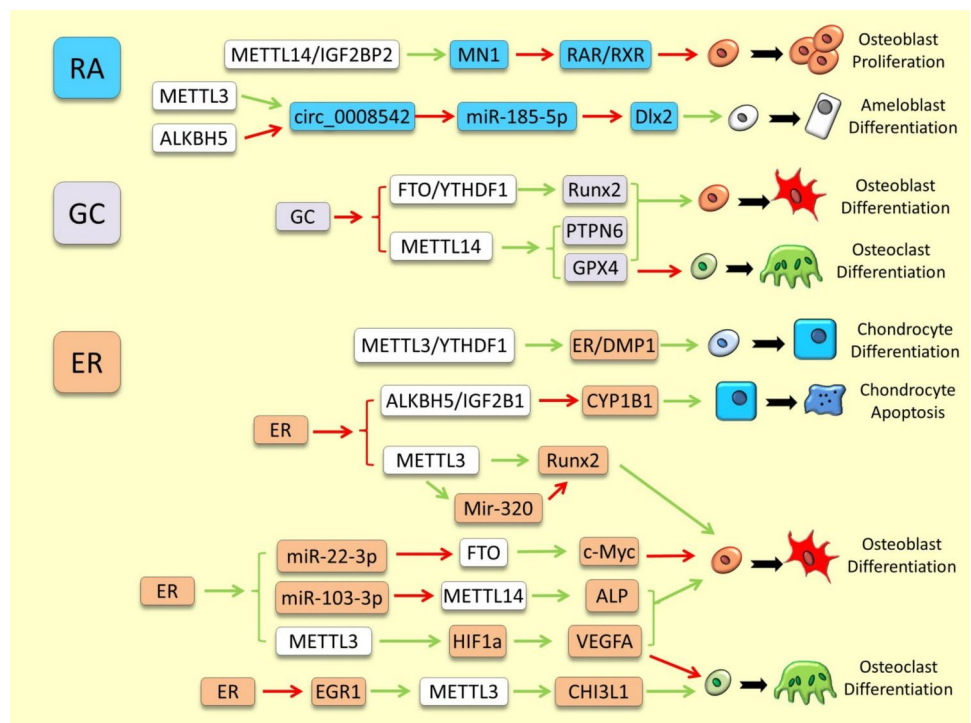 RA
METTL14/IGF2BP2
MN1
RAR/RXR
Osteoblast
Proliferation
METTL3
ALKBH5
circ_0008542
miR-185-5p
Dlx2
Ameloblast
Differentiation
GC
GC
FTO/YTHDF1
Runx2
METTL14
PTPN6
GPX4
Osteoblast
Differentiation
Osteoclast
Differentiation
ER
METTL3/YTHDF1
ER/DMP1
Chondrocyte
Differentiation
ER
ALKBH5/IGF2B1
CYP1B1
Chondrocyte
Apoptosis
METTL3
Runx2
Mir-320
ER
miR-22-3p
FTO
c-Myc
miR-103-3p
METTL14
ALP
METTL3
HIF1a
VEGFA
Osteoblast
Differentiation
ER
EGR1
METTL3
CHI3L1
Osteoclast
Differentiation